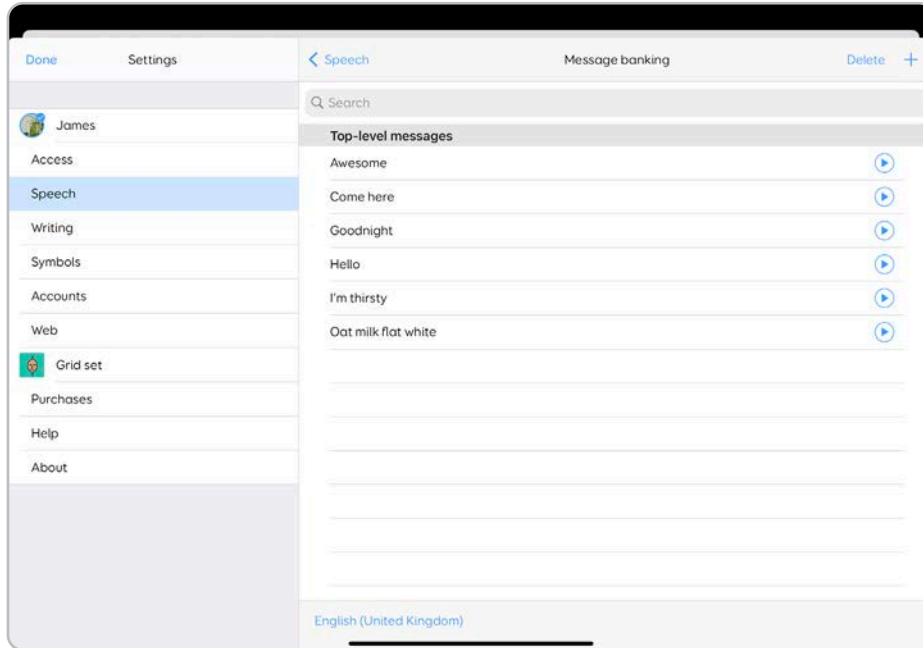 Done Settings
James
Access
Speech
Writing
Symbols
Accounts
Web
Grid set
Purchases
Help
About
Speech Message banking Delete +
Search
Top-level messages
Awesome
Come here
Goodnight
Hello
I'm thirsty
Oat milk flat white
English (United Kingdom)